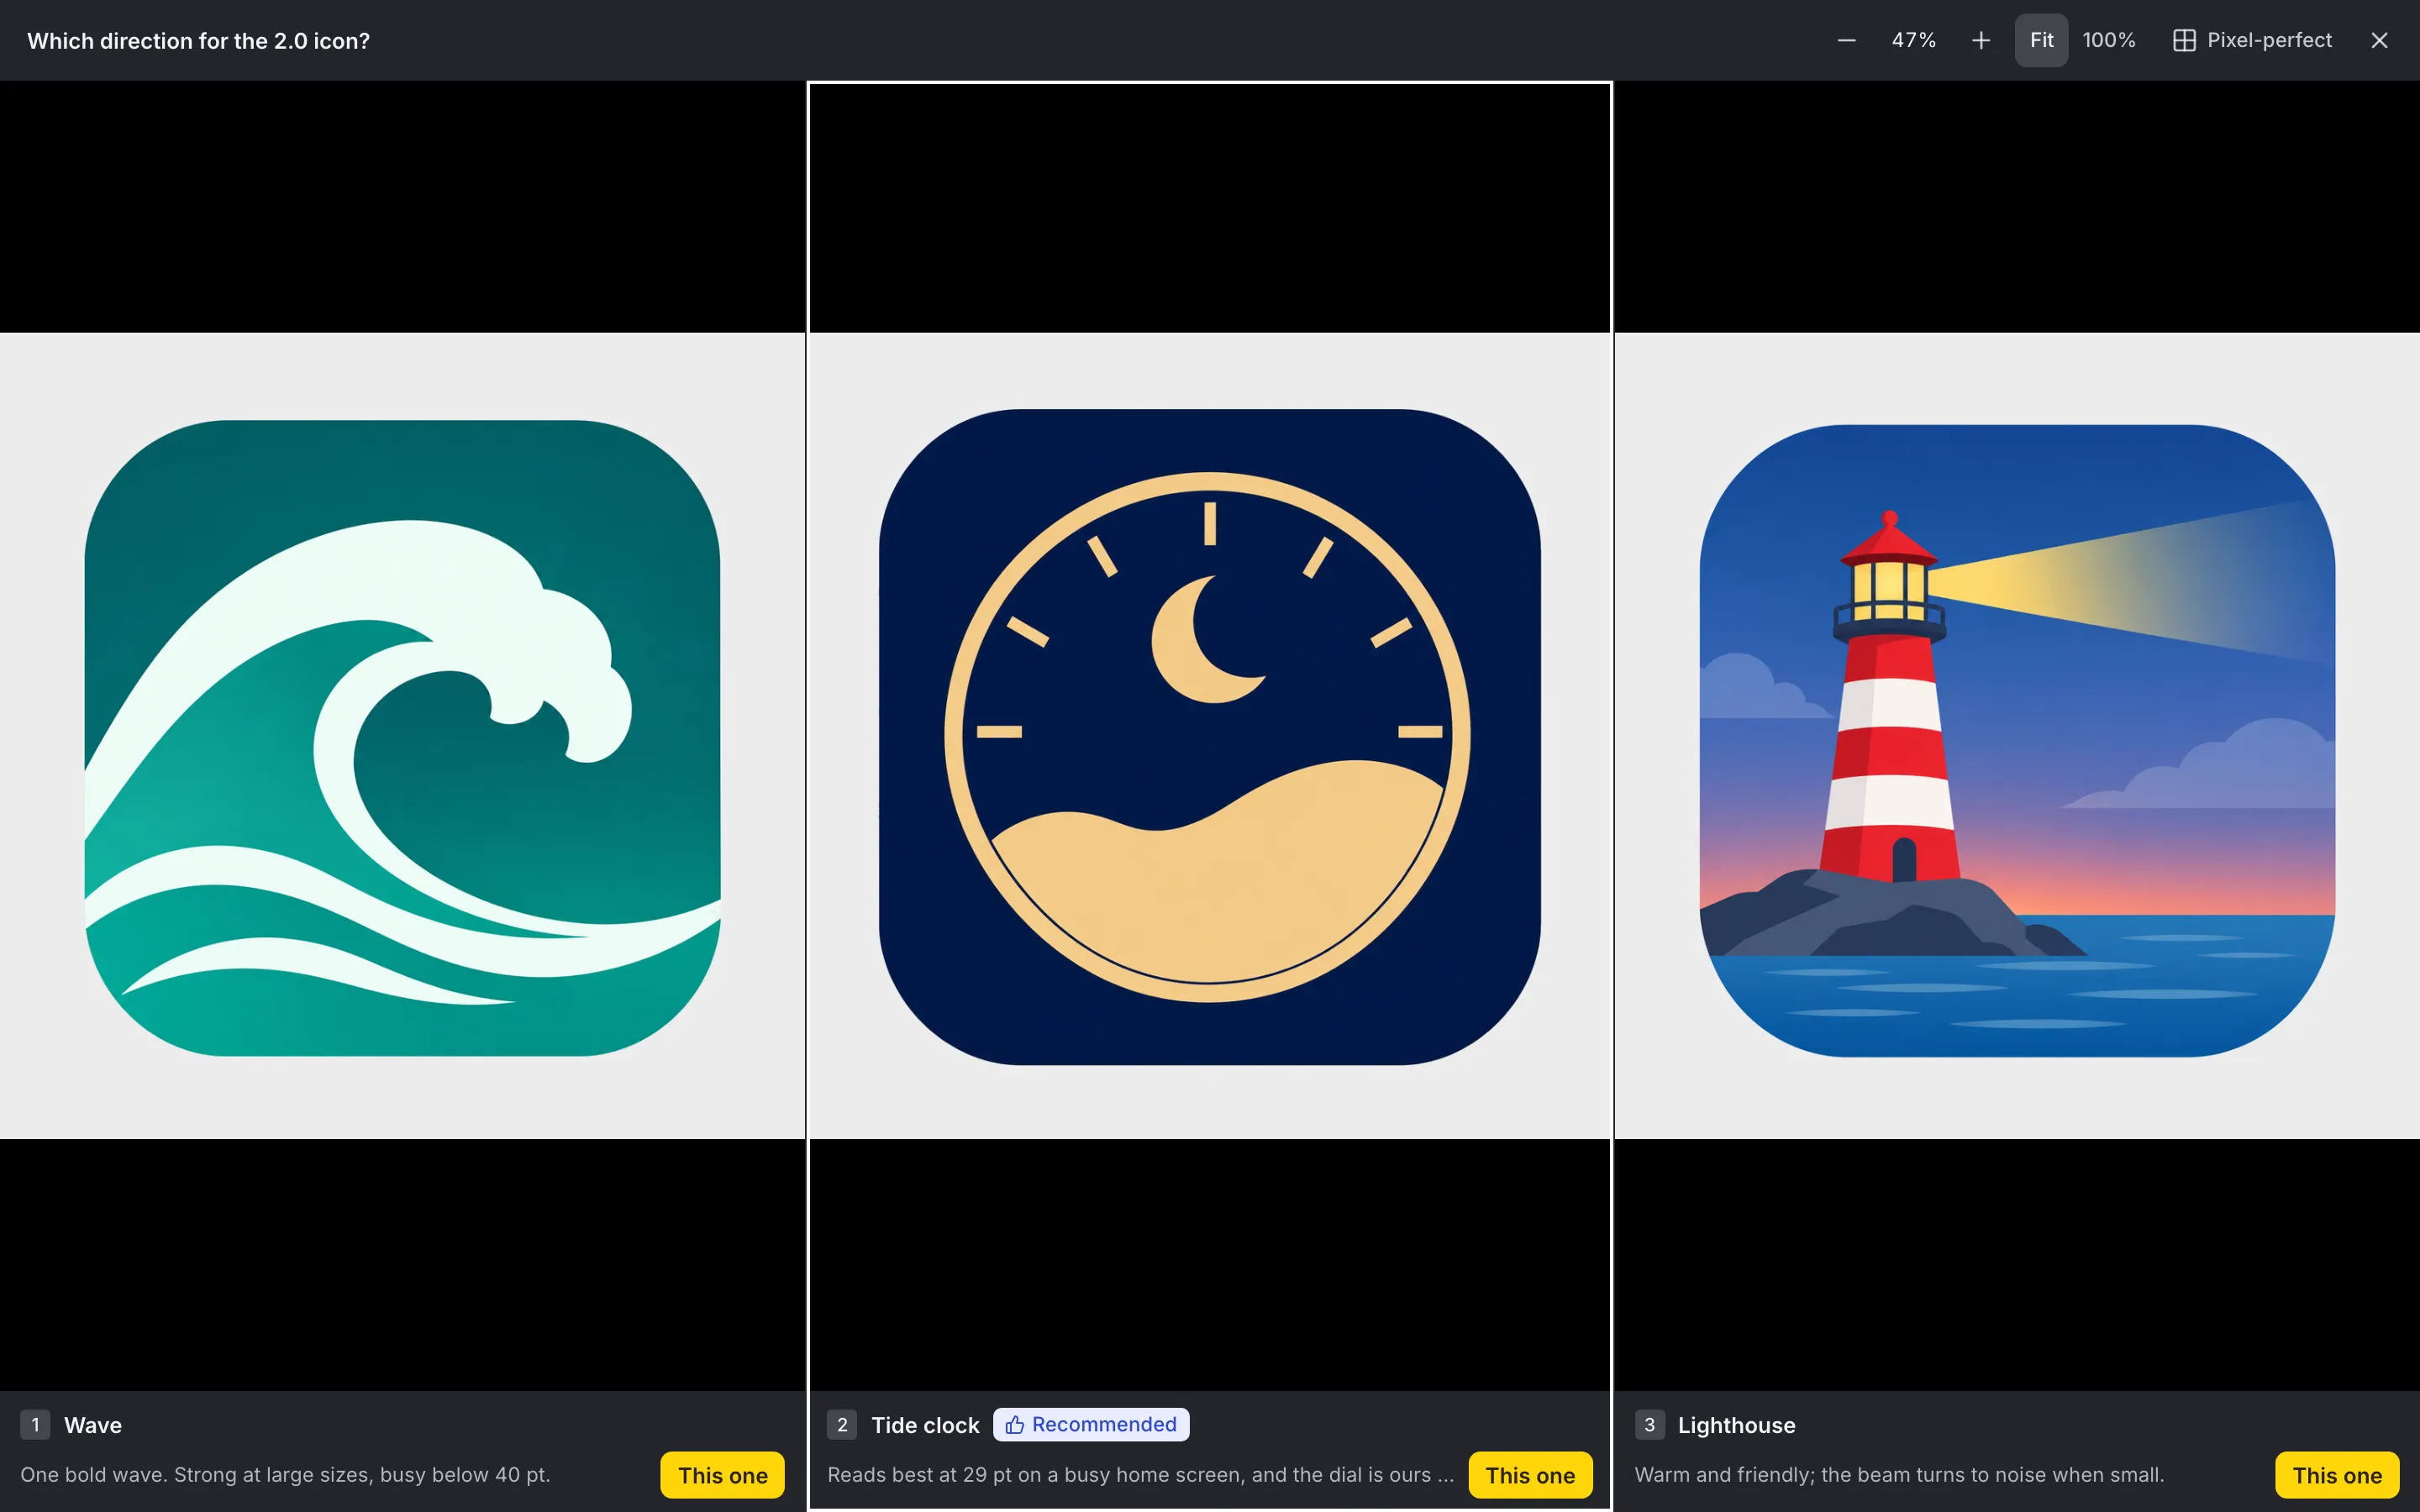 Which direction for the 2.0 icon?
47%
Fit
100%
Pixel-perfect
1 Wave
One bold wave. Strong at large sizes, busy below 40 pt.
This one
2 Tide clock
Recommended
Reads best at 29 pt on a busy home screen, and the dial is ours ...
This one
3 Lighthouse
Warm and friendly; the beam turns to noise when small.
This one